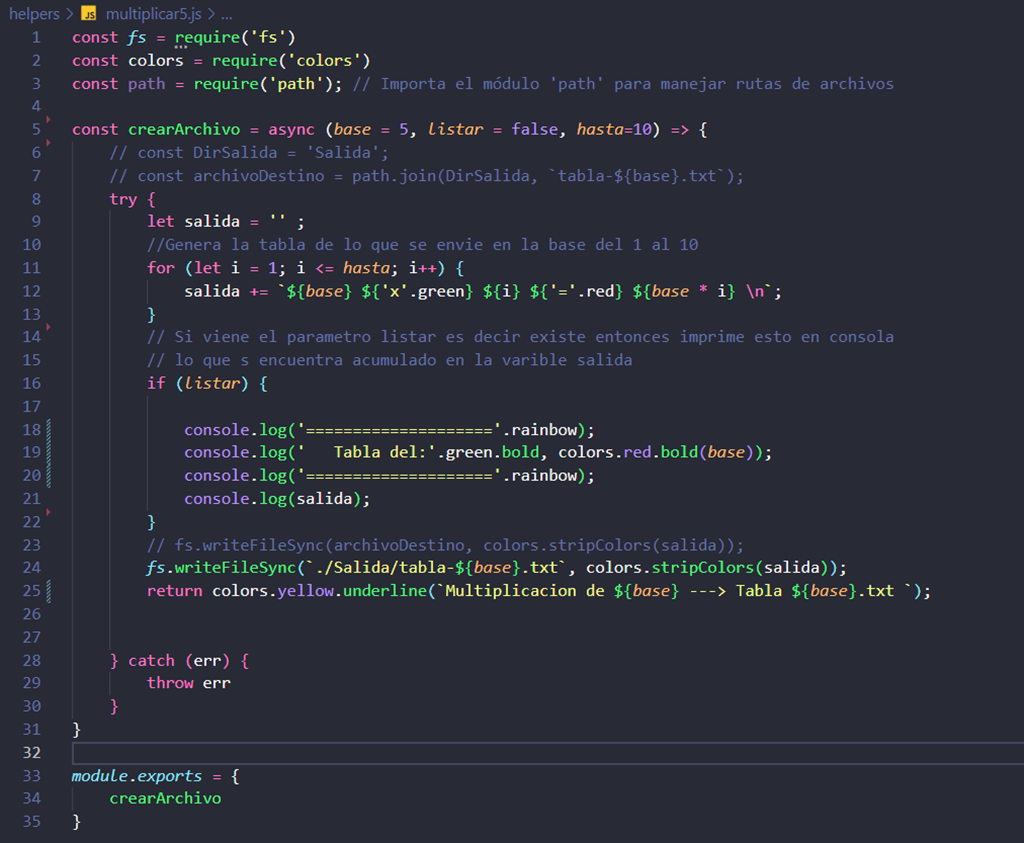 helpers > JS multiplicar5.js > ...
1 const fs = require('fs')
2 const colors = require('colors')
3 const path = require('path'); // Importa el módulo 'path' para manejar rutas de archivos
4
5 const crearArchivo = async (base = 5, listar = false, hasta=10) => {
6     // const DirSalida = 'Salida';
7     // const archivoDestino = path.join(DirSalida, `tabla-${base}.txt`);
8     try {
9         let salida = '' ;
10         //Genera la tabla de lo que se envie en la base del 1 al 10
11         for (let i = 1; i <= hasta; i++) {
12             salida += `${base} ${'x'.green} ${i} ${'='.red} ${base * i} \n`;
13         }
14         // Si viene el parametro listar es decir existe entonces imprime esto en consola
15         // lo que s encuentra acumulado en la varible salida
16         if (listar) {
17
18             console.log('===================='.rainbow);
19             console.log('   Tabla del:'.green.bold, colors.red.bold(base));
20             console.log('===================='.rainbow);
21             console.log(salida);
22         }
23         // fs.writeFileSync(archivoDestino, colors.stripColors(salida));
24         fs.writeFileSync(`./Salida/tabla-${base}.txt`, colors.stripColors(salida));
25         return colors.yellow.underline(`Multiplicacion de ${base} ---> Tabla ${base}.txt `);
26
27
28     } catch (err) {
29         throw err
30     }
31 }
32
33 module.exports = {
34     crearArchivo
35 }